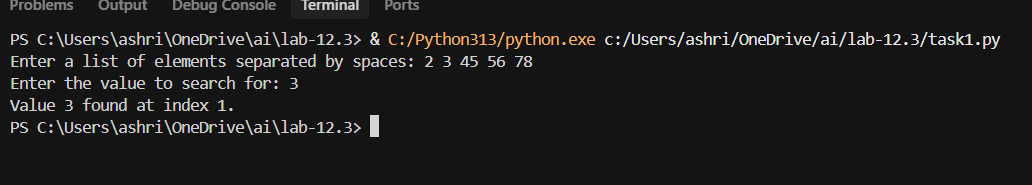 Problems Output Debug Console Terminal Ports
PS C:\Users\ashri\OneDrive\ai\lab-12.3> & C:/Python313/python.exe c:/Users/ashri/OneDrive/ai/lab-12.3/task1.py
Enter a list of elements separated by spaces: 2 3 45 56 78
Enter the value to search for: 3
Value 3 found at index 1.
PS C:\Users\ashri\OneDrive\ai\lab-12.3>